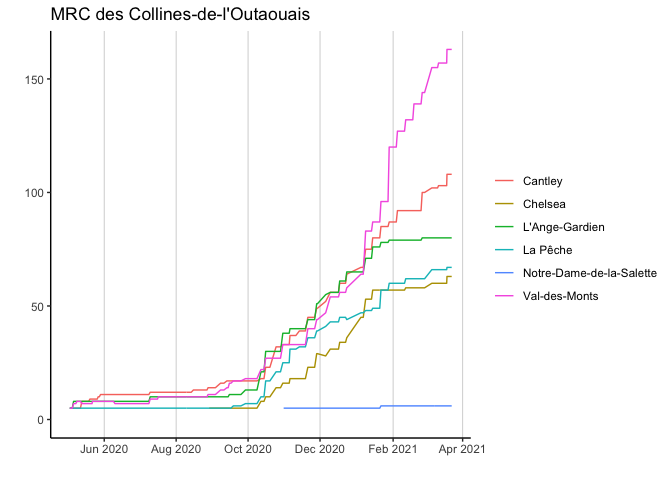 MRC des Collines-de-l'Outaouais
150
100
50
0
Jun 2020
Aug 2020
Oct 2020
Dec 2020
Feb 2021
Apr 2021
Cantley
Chelsea
L'Ange-Gardien
La Pêche
Notre-Dame-de-la-Salette
Val-des-Monts